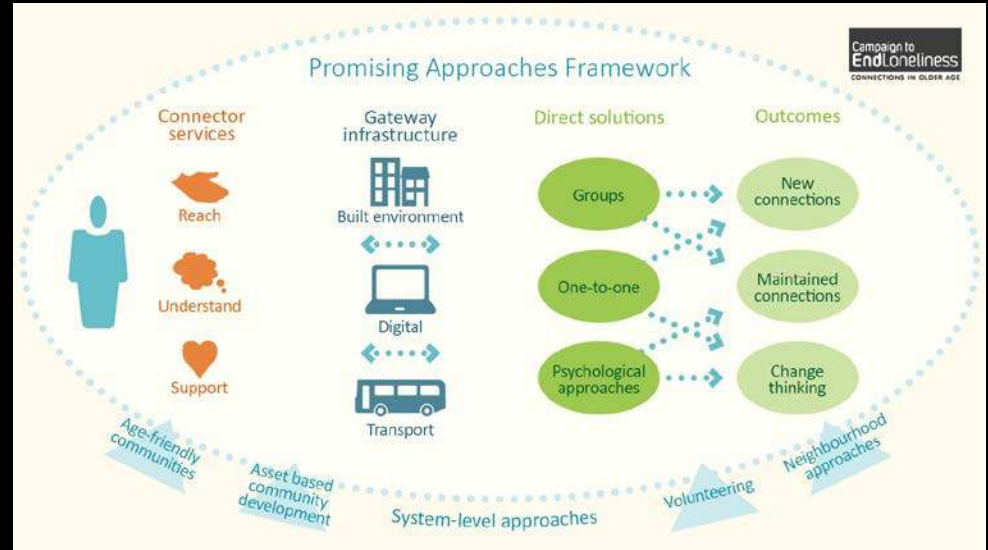 Campaign to
EndLoneliness
CONNECTIONS IN OLDER AGE
Promising Approaches Framework
Connector
services
Reach
Understand
Support
Gateway
infrastructure
Built environment
Digital
Transport
Direct solutions
Groups
One-to-one
Psychological
approaches
Outcomes
New
connections
Maintained
connections
Change
thinking
Age-friendly
communities
Asset based
community
development
System-level approaches
Volunteering
Neighbourhood
approaches